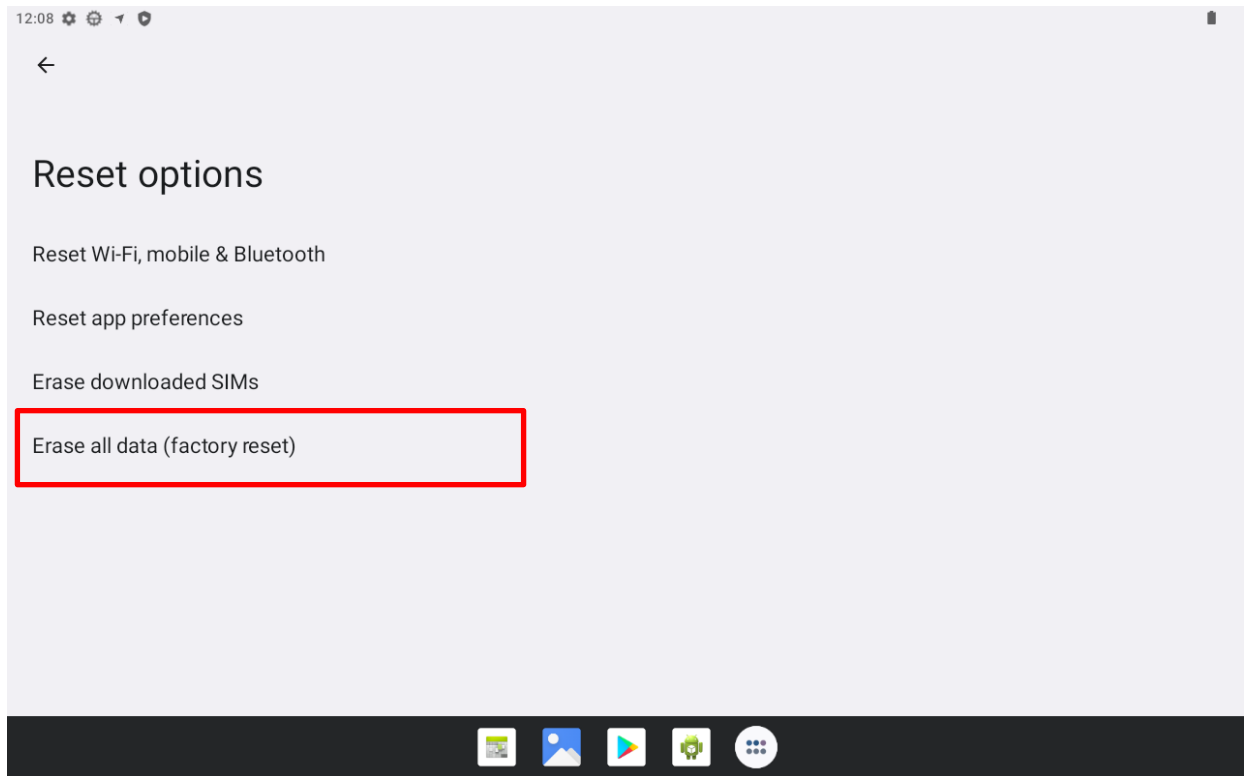 12:08
Reset options
Reset Wi-Fi, mobile & Bluetooth
Reset app preferences
Erase downloaded SIMs
Erase all data (factory reset)